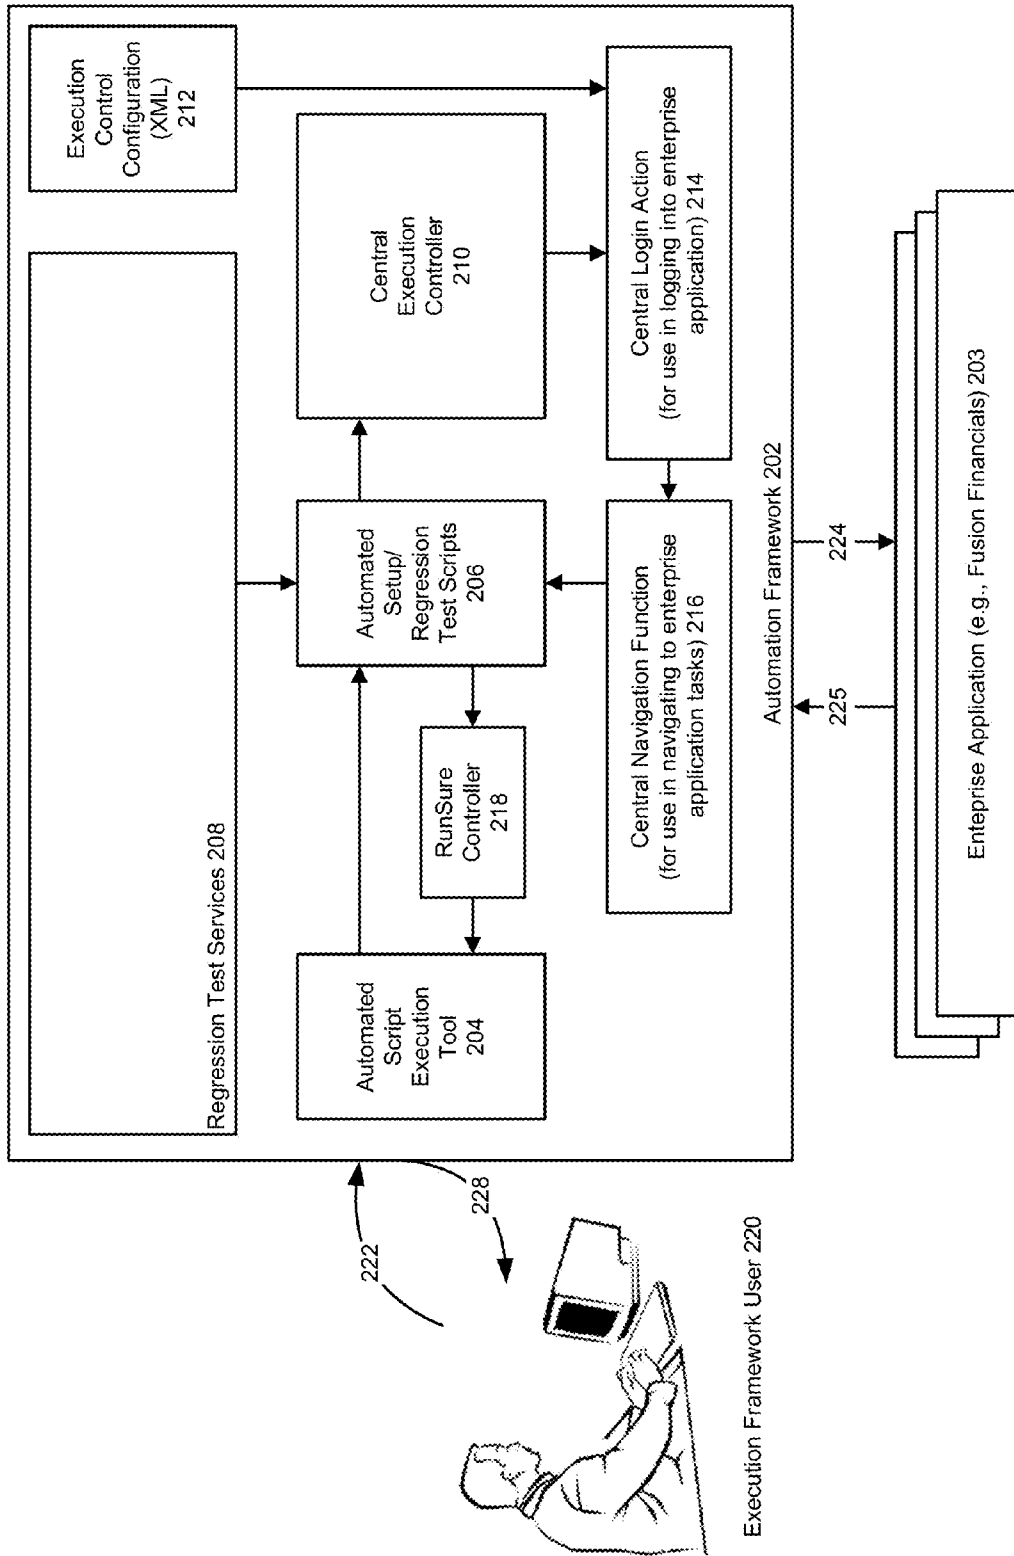 Regression Test Services 208
Execution
Control
Configuration
(XML)
212
Automated
Script
Execution
Tool
204
RunSure
Controller
218
Automated
Setup/
Regression
Test Scripts
206
Central
Execution
Controller
210
Central Navigation Function
(for use in navigating to enterprise
application tasks) 216
Central Login Action
(for use in logging into enterprise
application) 214
Automation Framework 202
222
228
Execution Framework User 220
225
224
Enteprise Application (e.g., Fusion Financials) 203